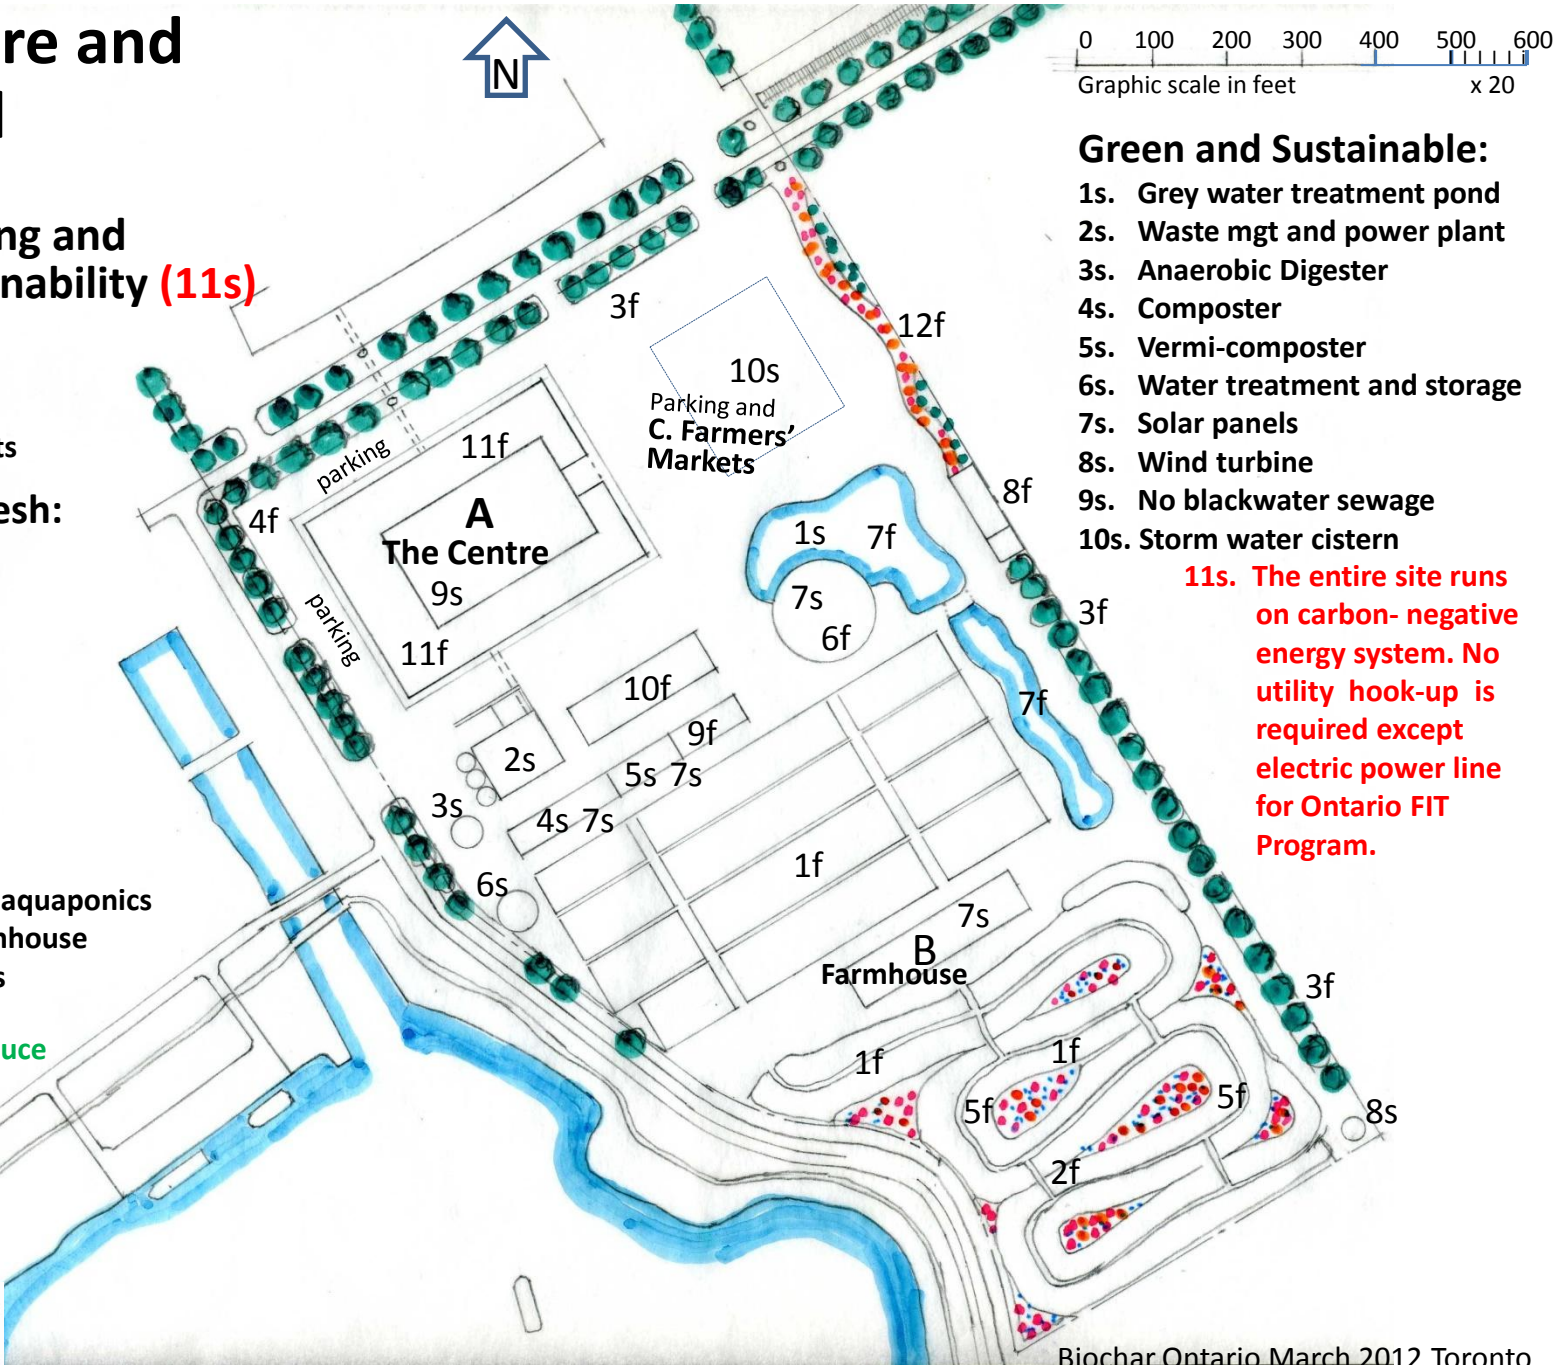 re and
N
ng and
nability (11s)
ts
esh:
aquaponics
nhouse
s
uce
0 100 200 300 400 500 600
Graphic scale in feet x 20
Green and Sustainable:
1s. Grey water treatment pond
2s. Waste mgt and power plant
3s. Anaerobic Digester
4s. Composter
5s. Vermi-composter
6s. Water treatment and storage
7s. Solar panels
8s. Wind turbine
9s. No blackwater sewage
10s. Storm water cistern
11s. The entire site runs
on carbon- negative
energy system. No
utility hook-up is
required except
electric power line
for Ontario FIT
Program.
3f
12f
10s
Parking and
C. Farmers'
Markets
parking
11f
4f
A
The Centre
9s
11f
parking
8f
1s 7f
7s
6f
3f
7f
10f
9f
2s
5s 7s
3s
4s 7s
6s
1f
7s
B
Farmhouse
3f
1f
1f
5f
5f
8s
2f
Biochar Ontario March 2012 Toronto